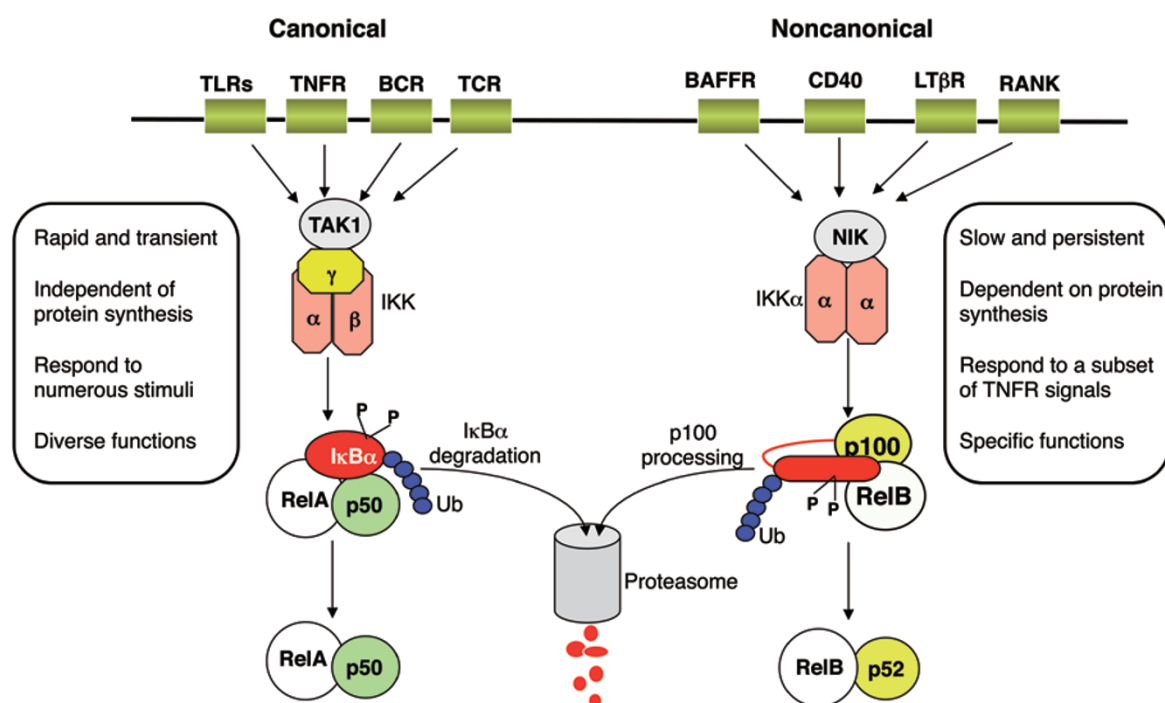 Canonical
Noncanonical
TLRs
TNFR
BCR
TCR
BAFFR
CD40
LTβR
RANK
Rapid and transient
Independent of
protein synthesis
Respond to
numerous stimuli
Diverse functions
TAK1
γ
α
β
IKK
NIK
IKKα
α
α
Slow and persistent
Dependent on protein
synthesis
Respond to a subset
of TNFR signals
Specific functions
P
P
IκBα
RelA
p50
Ub
IκBα
degradation
p100
processing
p100
RelB
P
P
Ub
Proteasome
RelA
p50
RelB
p52